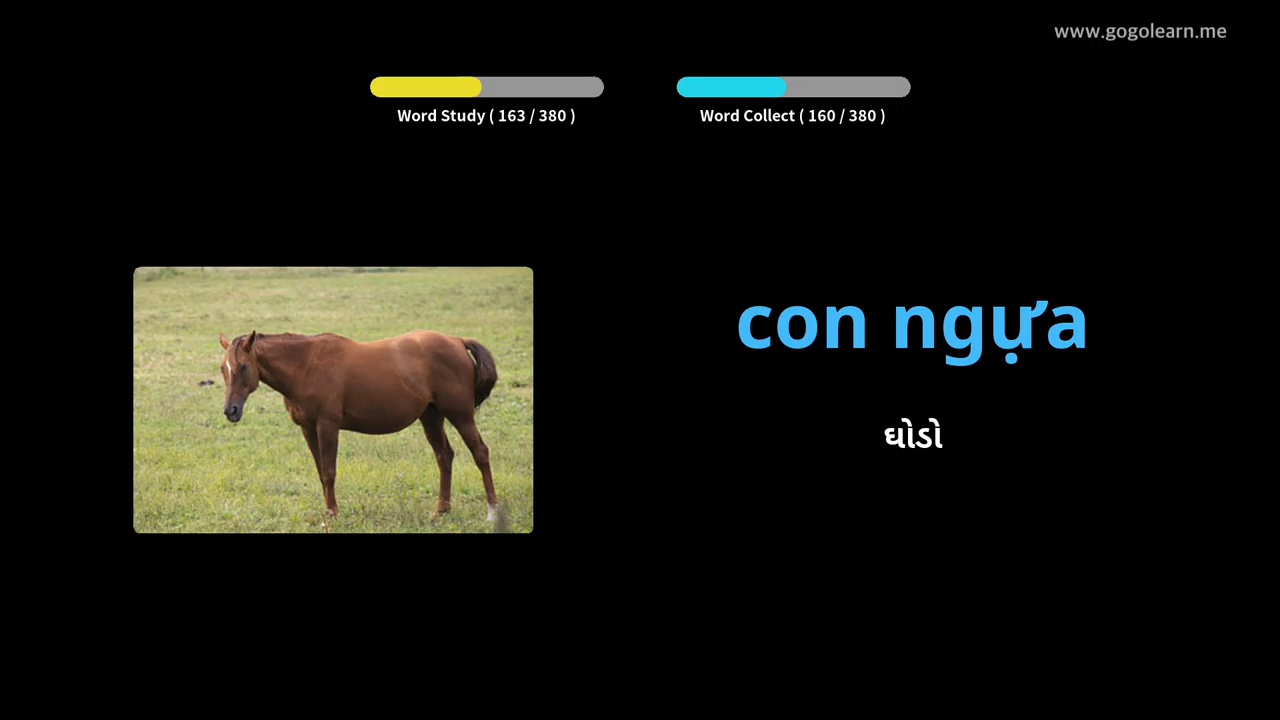 www.gogolearn.me
Word Study ( 163 / 380 )
Word Collect ( 160 / 380 )
con ngựa
ઘોડો